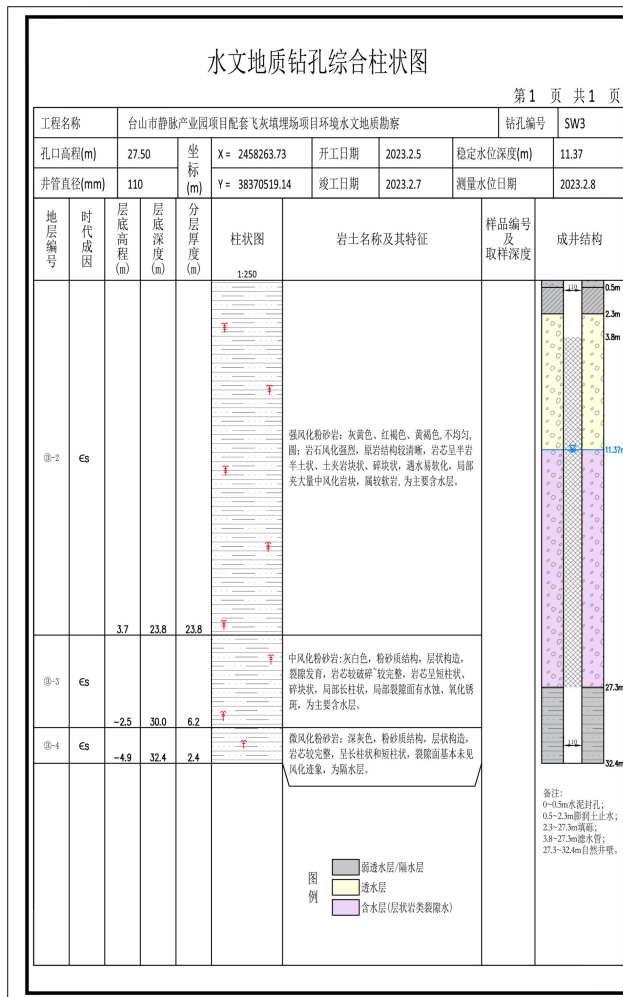 水文地质钻孔综合柱状图
第1 页 共1 页
工程名称 台山市静脉产业园项目配套飞灰填埋场项目环境水文地质勘察 钻孔编号 SW3
孔口高程(m) 27.50 坐标(m) X = 2458263.73 开工日期 2023.2.5 稳定水位深度(m) 11.37
井管直径(mm) 110 Y = 38370519.14 竣工日期 2023.2.7 测量水位日期 2023.2.8
地层编号 时代成因 层底高程(m) 层底深度(m) 分层厚度(m) 柱状图 1:250 岩土名称及其特征 样品编号及取样深度 成井结构
110 0.5m
2.3m
3.8m
强风化粉砂岩：灰黄色、红褐色、黄褐色,不均匀,
圆；岩石风化强烈，原岩结构较清晰，岩芯呈半岩
③-2 Єs 半土状、土夹岩块状、碎块状，遇水易软化，局部
夹大量中风化岩块，属较软岩,为主要含水层。
11.37m
3.7 23.8 23.8
中风化粉砂岩:灰白色，粉砂质结构，层状构造，
裂隙发育，岩芯较破碎~较完整，岩芯呈短柱状、
③-3 Єs 碎块状，局部长柱状，局部裂隙面有水蚀、氧化锈
斑，为主要含水层。
27.3m
-2.5 30.0 6.2
微风化粉砂岩：深灰色，粉砂质结构，层状构造，
③-4 Єs 岩芯较完整，呈长柱状和短柱状，裂隙面基本未见
风化迹象，为隔水层。
-4.9 32.4 2.4
110
32.4m
备注：
0~0.5m水泥封孔；
0.5~2.3m膨润土止水；
2.3~27.3m填砾；
3.8~27.3m滤水管；
27.3~32.4m自然井壁。
图例
弱透水层/隔水层
透水层
含水层(层状岩类裂隙水)